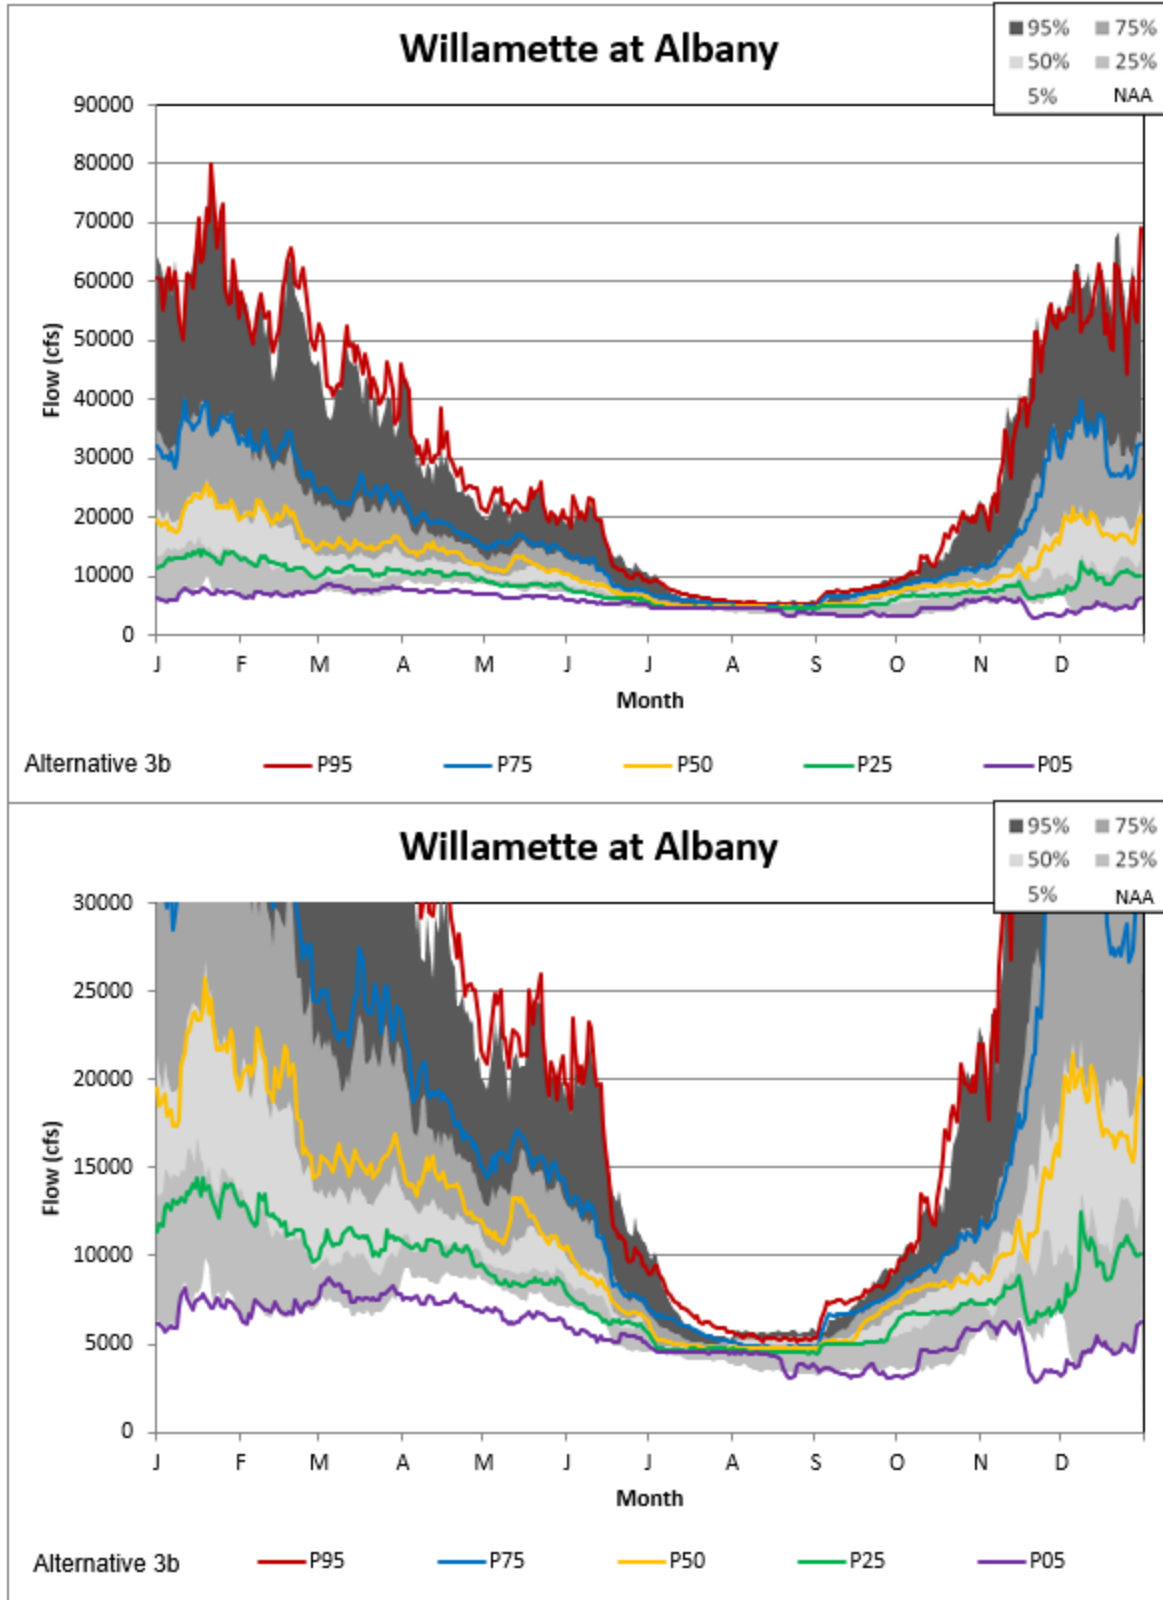 Willamette at Albany
95% 75%
50% 25%
5% NAA
90000
80000
70000
60000
50000
40000
30000
20000
10000
0
Flow (cfs)
J F M A M J J A S O N D
Month
Alternative 3b P95 P75 P50 P25 P05
Willamette at Albany
95% 75%
50% 25%
5% NAA
30000
25000
20000
15000
10000
5000
0
Flow (cfs)
J F M A M J J A S O N D
Month
Alternative 3b P95 P75 P50 P25 P05